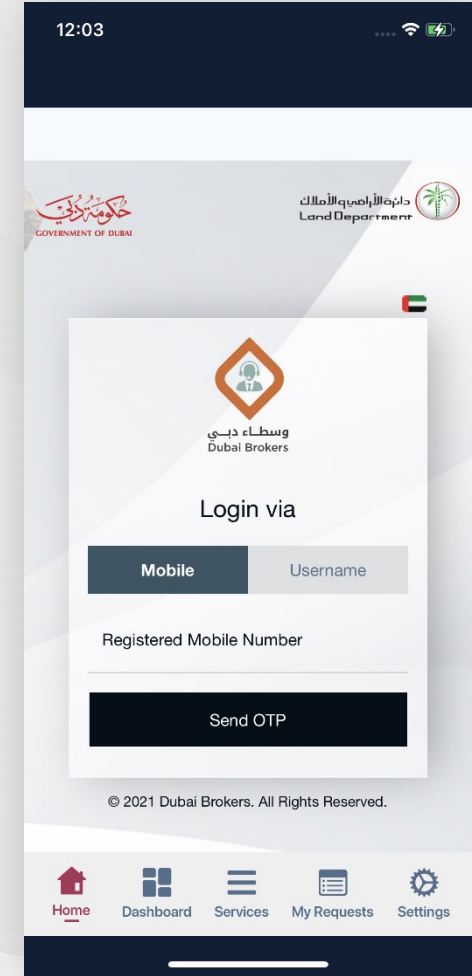 12:03
حكومة دبي
GOVERNMENT OF DUBAI
دائرة الأراضي والأملاك
Land Department
وسطاء دبي
Dubai Brokers
Login via
Mobile
Username
Registered Mobile Number
Send OTP
© 2021 Dubai Brokers. All Rights Reserved.
Home
Dashboard
Services
My Requests
Settings